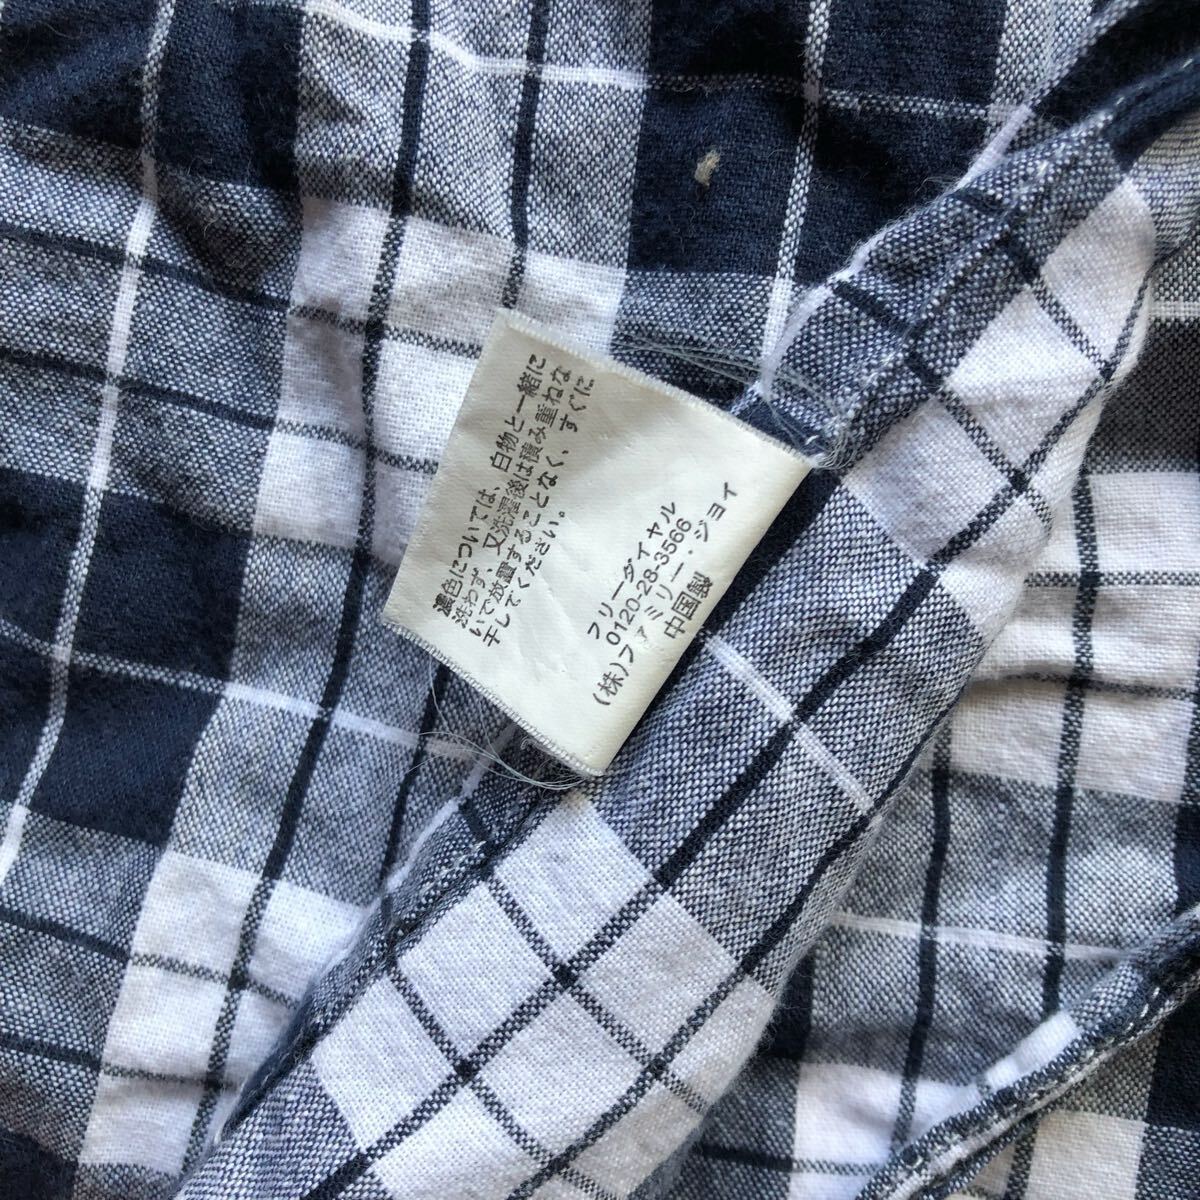 濃色については、白物と一緒に
洗わず、又洗濯後は積み重ねな
いで放置することなく、すぐに
干してください。
フリーダイヤル
0120-28-3566
(株)ファミリー・ジョイ
中国製